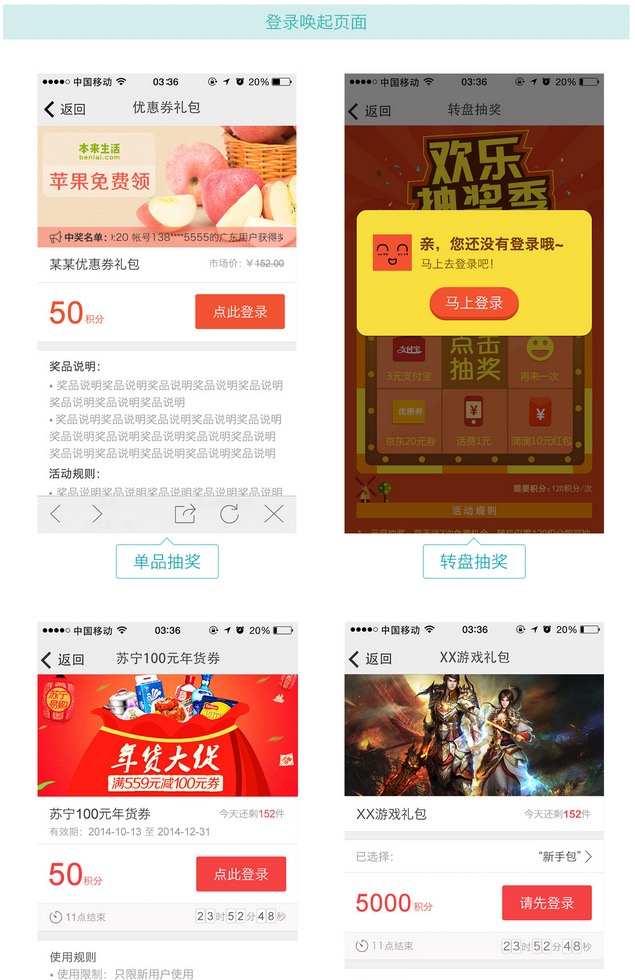 登录唤起页面
中国移动 03:36 20%
返回 优惠券礼包
本来生活
benlai.com
苹果免费领
中奖名单: 1:20 帐号138****5555的广东用户获得
某某优惠券礼包 市场价: ¥152.00
50积分 点此登录
奖品说明:
• 奖品说明奖品说明奖品说明奖品说明奖品说明
奖品说明奖品说明奖品说明
• 奖品说明奖品说明奖品说明奖品说明奖品说明
奖品说明奖品说明奖品说明奖品说明奖品说明
奖品说明奖品说明奖品说明奖品说明奖品说明
活动规则:
• 奖品说明奖品说明奖品说明奖品说明奖品说明
单品抽奖
中国移动 03:36 20%
返回 转盘抽奖
欢乐
抽奖季
亲，您还没有登录哦~
马上去登录吧!
马上登录
支付宝
3元支付宝
点击
抽奖
再来一次
优惠券
京东20元券
话费1元
滴滴10元红包
需要积分: 120积分/次
活动规则
转盘抽奖
中国移动 03:36 20%
返回 苏宁100元年货券
苏宁
易购
年货大促
满559元减100元券
苏宁100元年货券 今天还剩152件
有效期: 2014-10-13 至 2014-12-31
50积分 点此登录
11点结束 23时52分48秒
使用规则
• 使用限制: 只限新用户使用
中国移动 03:36 20%
返回 XX游戏礼包
XX游戏礼包 今天还剩152件
已选择: “新手包”
5000积分 请先登录
11点结束 23时52分48秒